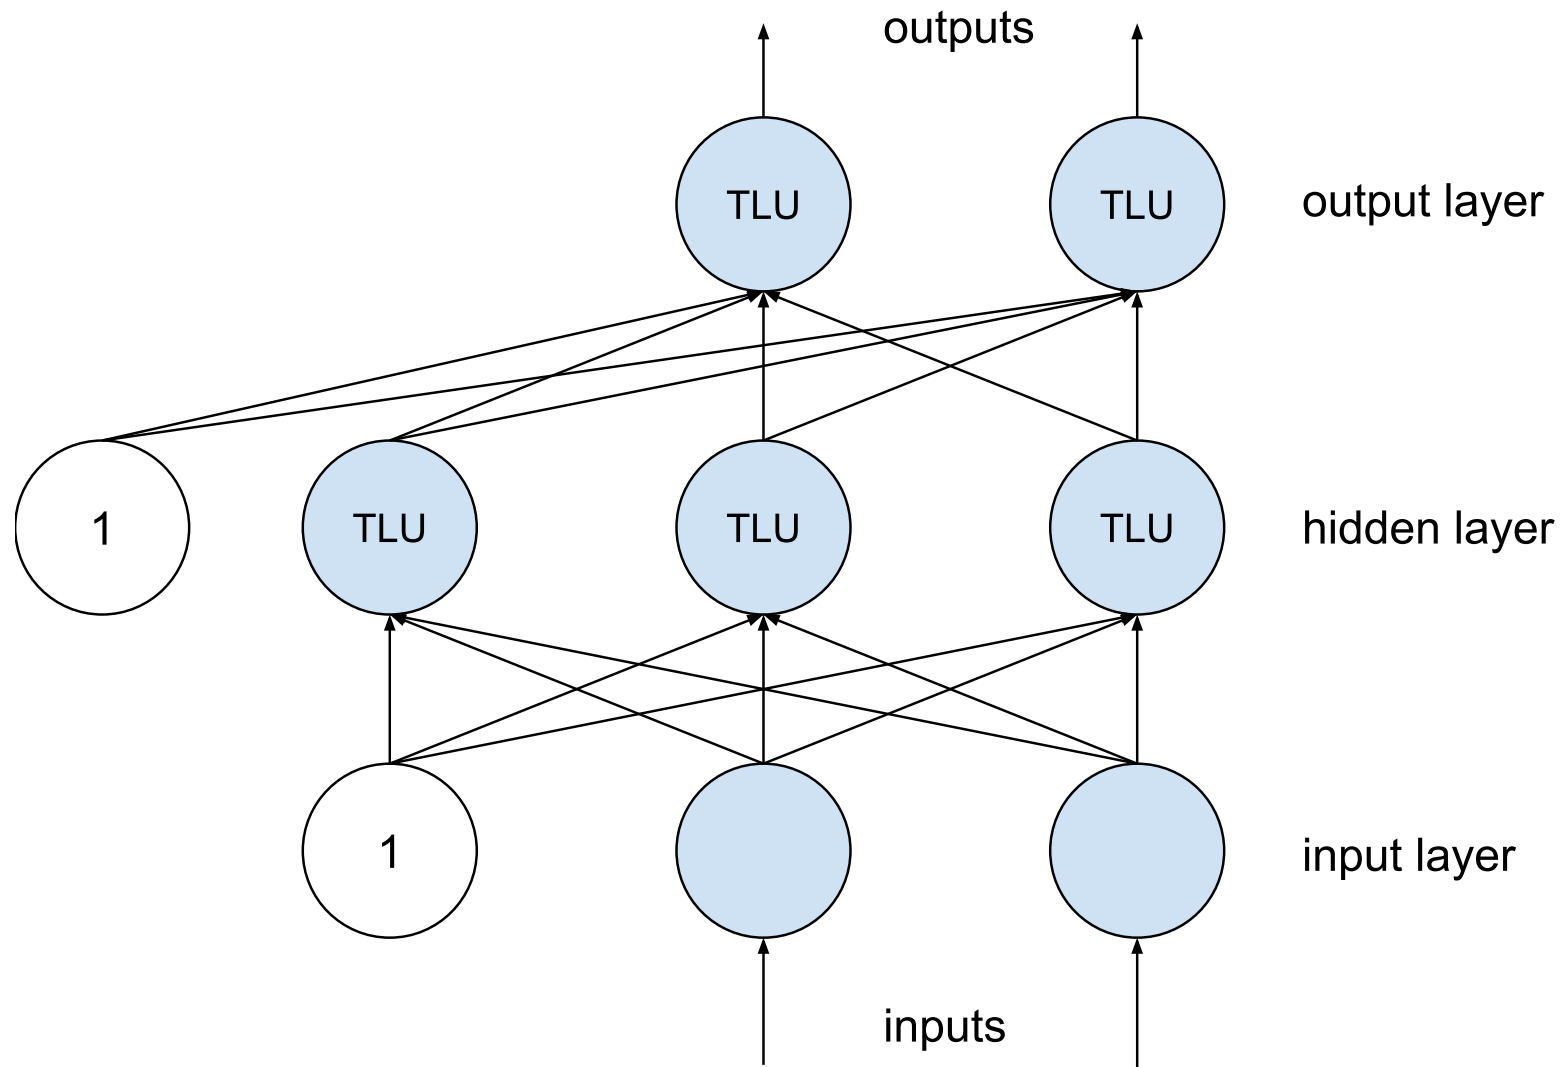 outputs
TLU
TLU
output layer
1
TLU
TLU
TLU
hidden layer
1
input layer
inputs